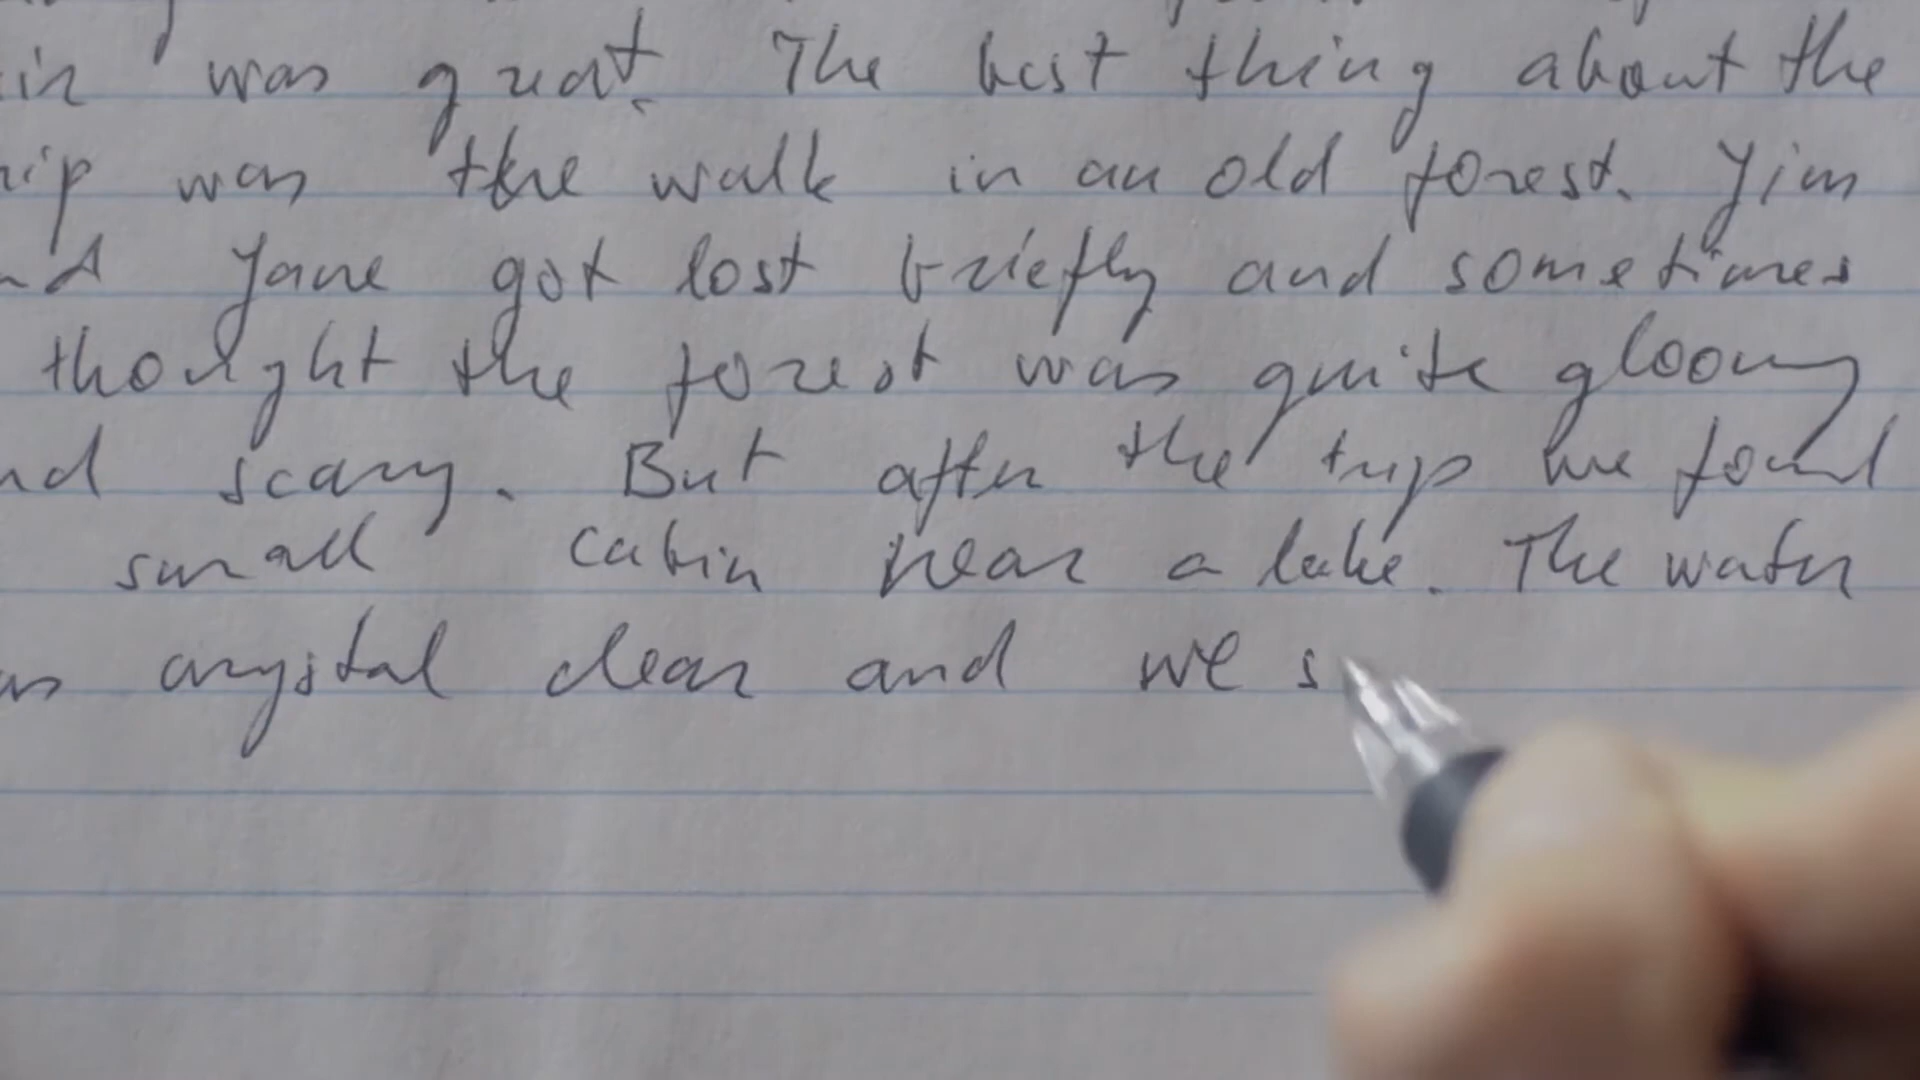 was great. The best thing about the
was the walk in an old forest. Jim
Jane got lost briefly and sometimes
thought the forest was quite gloomy
scary. But after the trip we found
small cabin near a lake. The water
crystal clear and we s